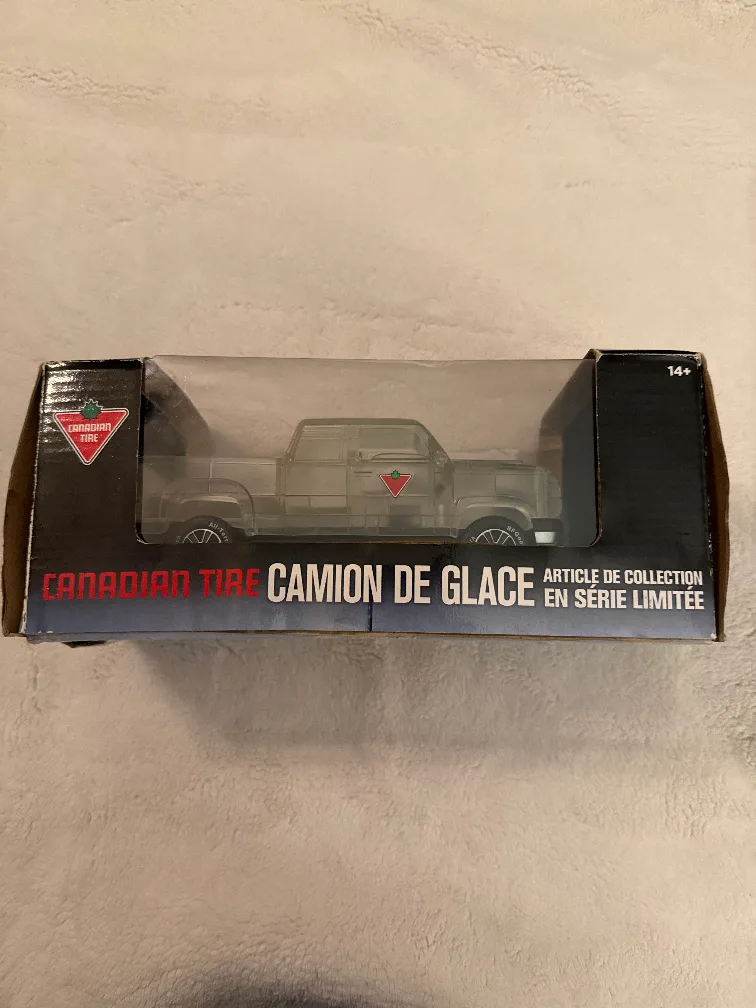 14+
CANADIAN
TIRE
CANADIAN TIRE CAMION DE GLACE
ARTICLE DE COLLECTION
EN SÉRIE LIMITÉE